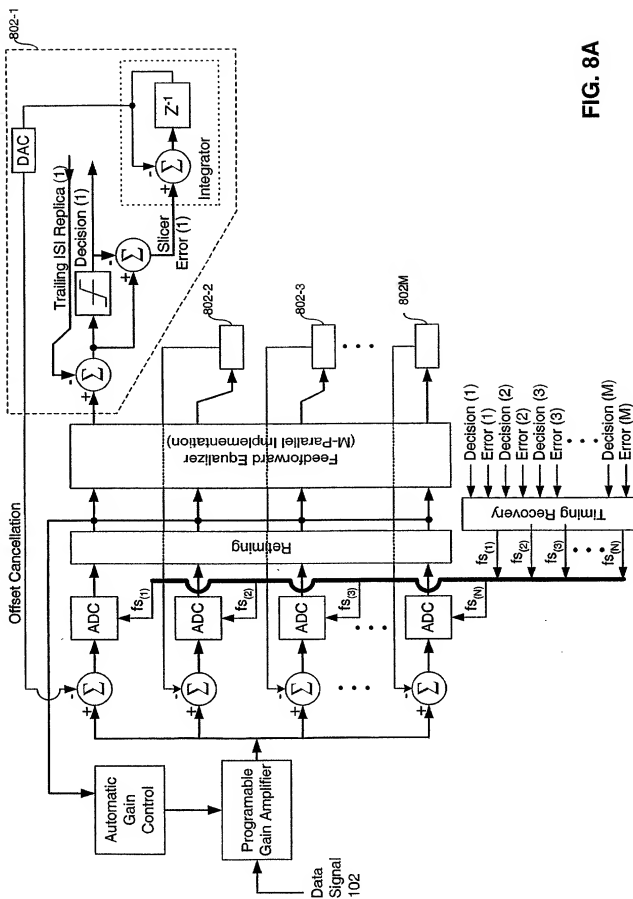 802-1
DAC
Offset Cancellation
Trailing ISI Replica (1)
Decision (1)
Σ
-
+
Σ
-
+
Slicer
Error (1)
Σ
-
+
Z-1
Integrator
802-2
802-3
802M
Automatic
Gain
Control
Programable
Gain Amplifier
Data
Signal
102
Σ
+
-
Σ
+
-
Σ
+
-
Σ
+
-
ADC
ADC
ADC
ADC
fs(1)
fs(2)
fs(3)
fs(N)
Retiming
Feedforward Equalizer
(M-Parallel Implementation)
Timing Recovery
fs(1)
fs(2)
fs(3)
fs(N)
Decision (1)
Error (1)
Decision (2)
Error (2)
Decision (3)
Error (3)
Decision (M)
Error (M)
FIG. 8A